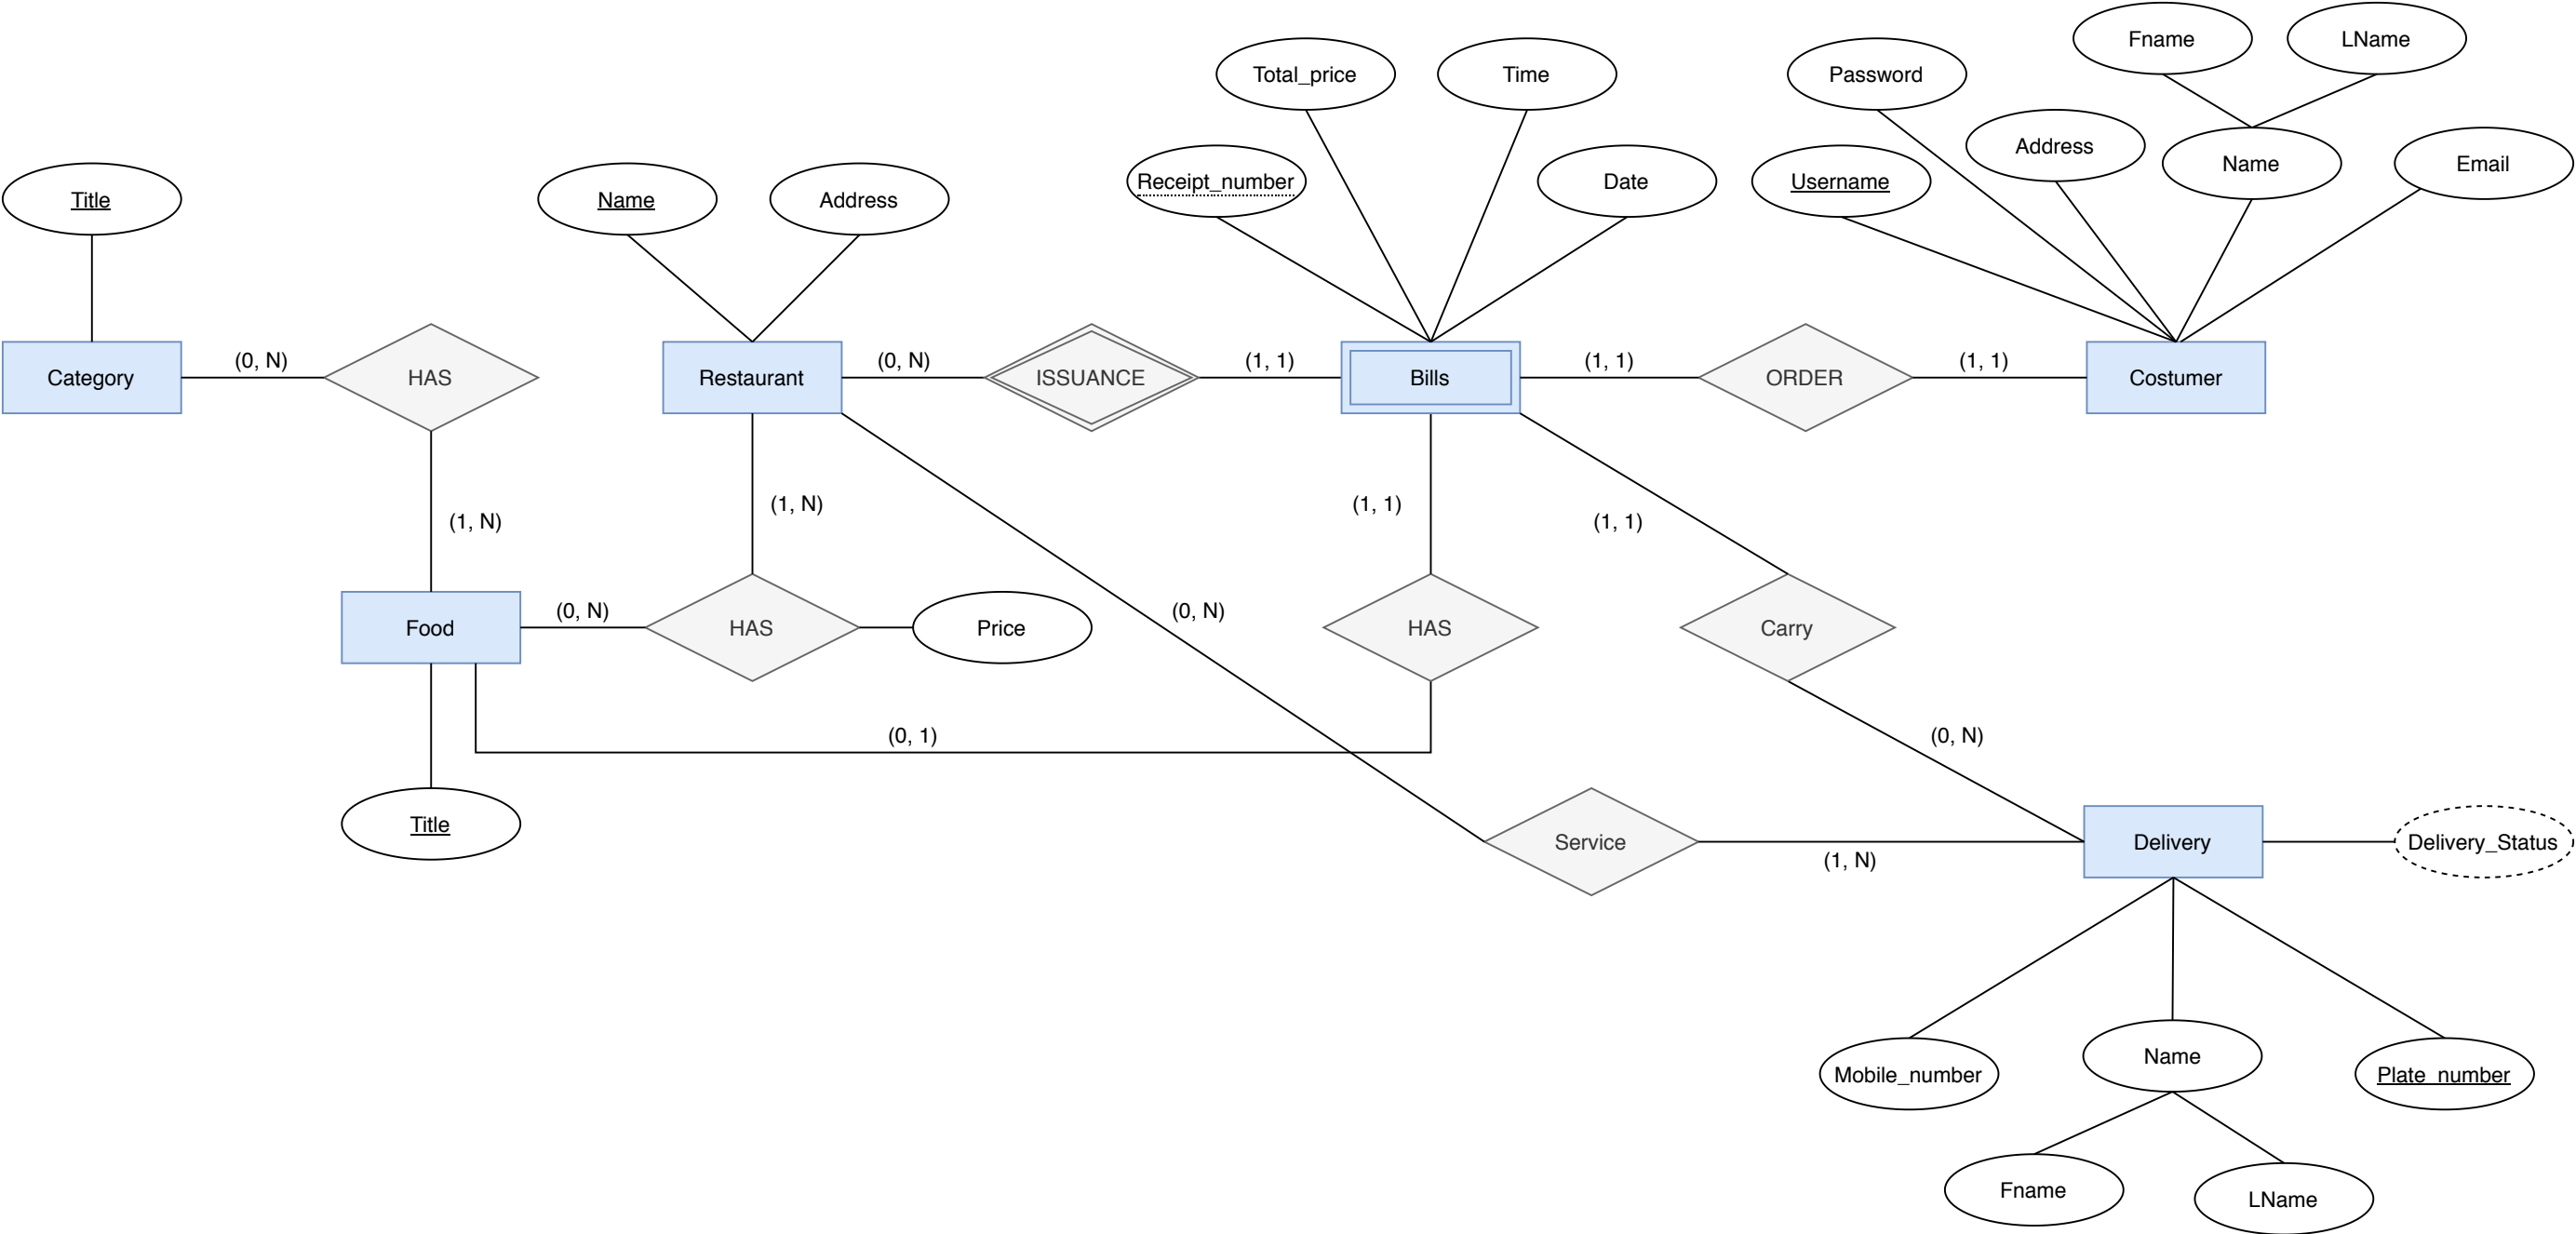 Fname
LName
Total_price
Time
Password
Address
Name
Email
Receipt_number
Date
Username
Title
Name
Address
Category
(0, N)
HAS
Restaurant
(0, N)
ISSUANCE
(1, 1)
Bills
(1, 1)
ORDER
(1, 1)
Costumer
(1, N)
(1, N)
(1, 1)
(1, 1)
Food
(0, N)
HAS
Price
(0, N)
HAS
Carry
(0, 1)
(0, N)
Title
Service
(1, N)
Delivery
Delivery_Status
Mobile_number
Name
Plate_number
Fname
LName